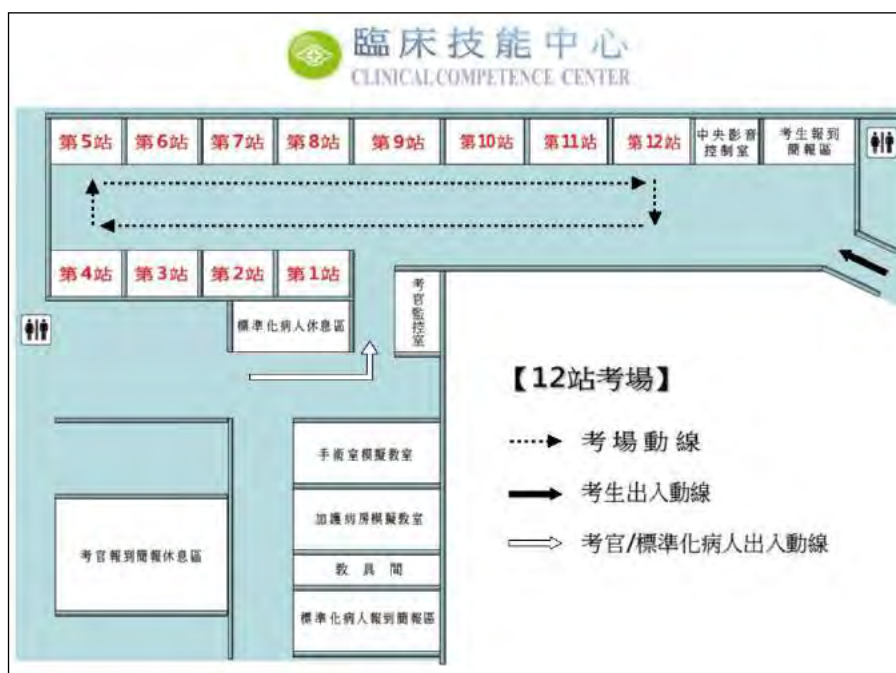 臨床技能中心
CLINICAL COMPETENCE CENTER
第5站
第6站
第7站
第8站
第9站
第10站
第11站
第12站
中央影音
控制室
考生報到
簡報區
第4站
第3站
第2站
第1站
標準化病人休息區
考官監控室
【12站考場】
考場動線
考生出入動線
考官/標準化病人出入動線
手術室模擬教室
加護病房模擬教室
教具間
標準化病人報到簡報區
考官報到簡報休息區